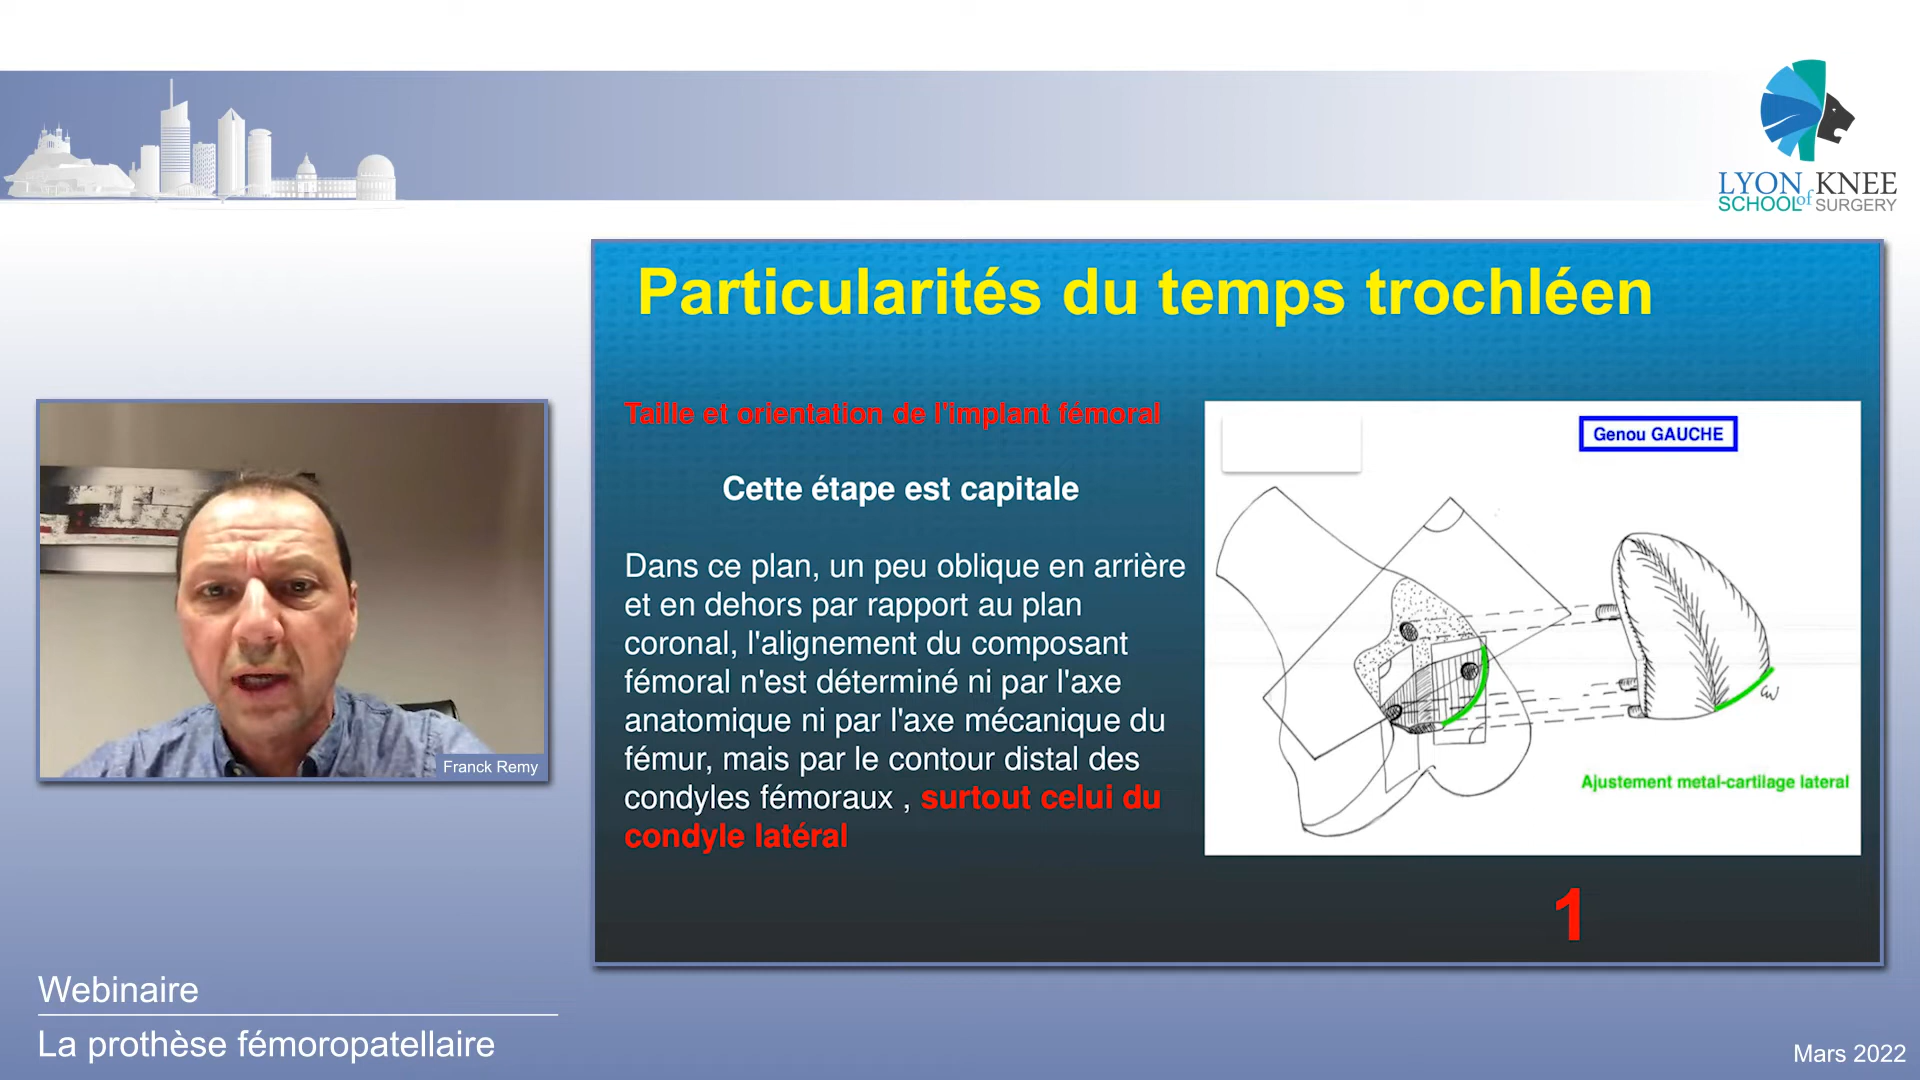 LYON KNEE
SCHOOL of SURGERY
Particularités du temps trochléen
Taille et orientation de l'implant fémoral
Genou GAUCHE
Cette étape est capitale
Dans ce plan, un peu oblique en arrière
et en dehors par rapport au plan
coronal, l'alignement du composant
fémoral n'est déterminé ni par l'axe
anatomique ni par l'axe mécanique du
fémur, mais par le contour distal des
condyles fémoraux , surtout celui du
condyle latéral
Ajustement metal-cartilage lateral
1
Franck Remy
Webinaire
La prothèse fémoropatellaire
Mars 2022